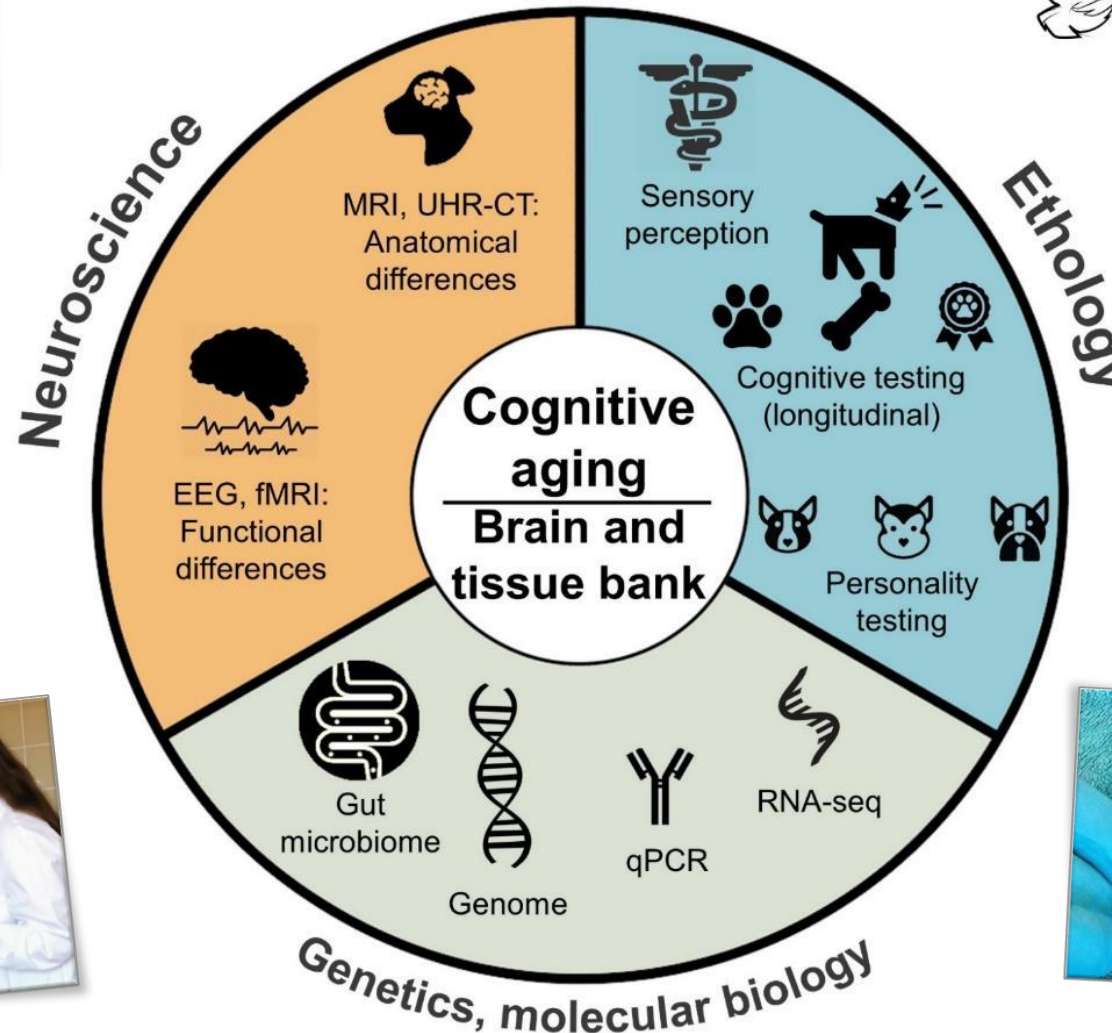 Neuroscience
MRI, UHR-CT:
Anatomical
differences
EEG, fMRI:
Functional
differences
Ethology
Sensory
perception
Cognitive testing
(longitudinal)
Personality
testing
Cognitive
aging
Brain and
tissue bank
Gut
microbiome
Genome
qPCR
RNA-seq
Genetics, molecular biology